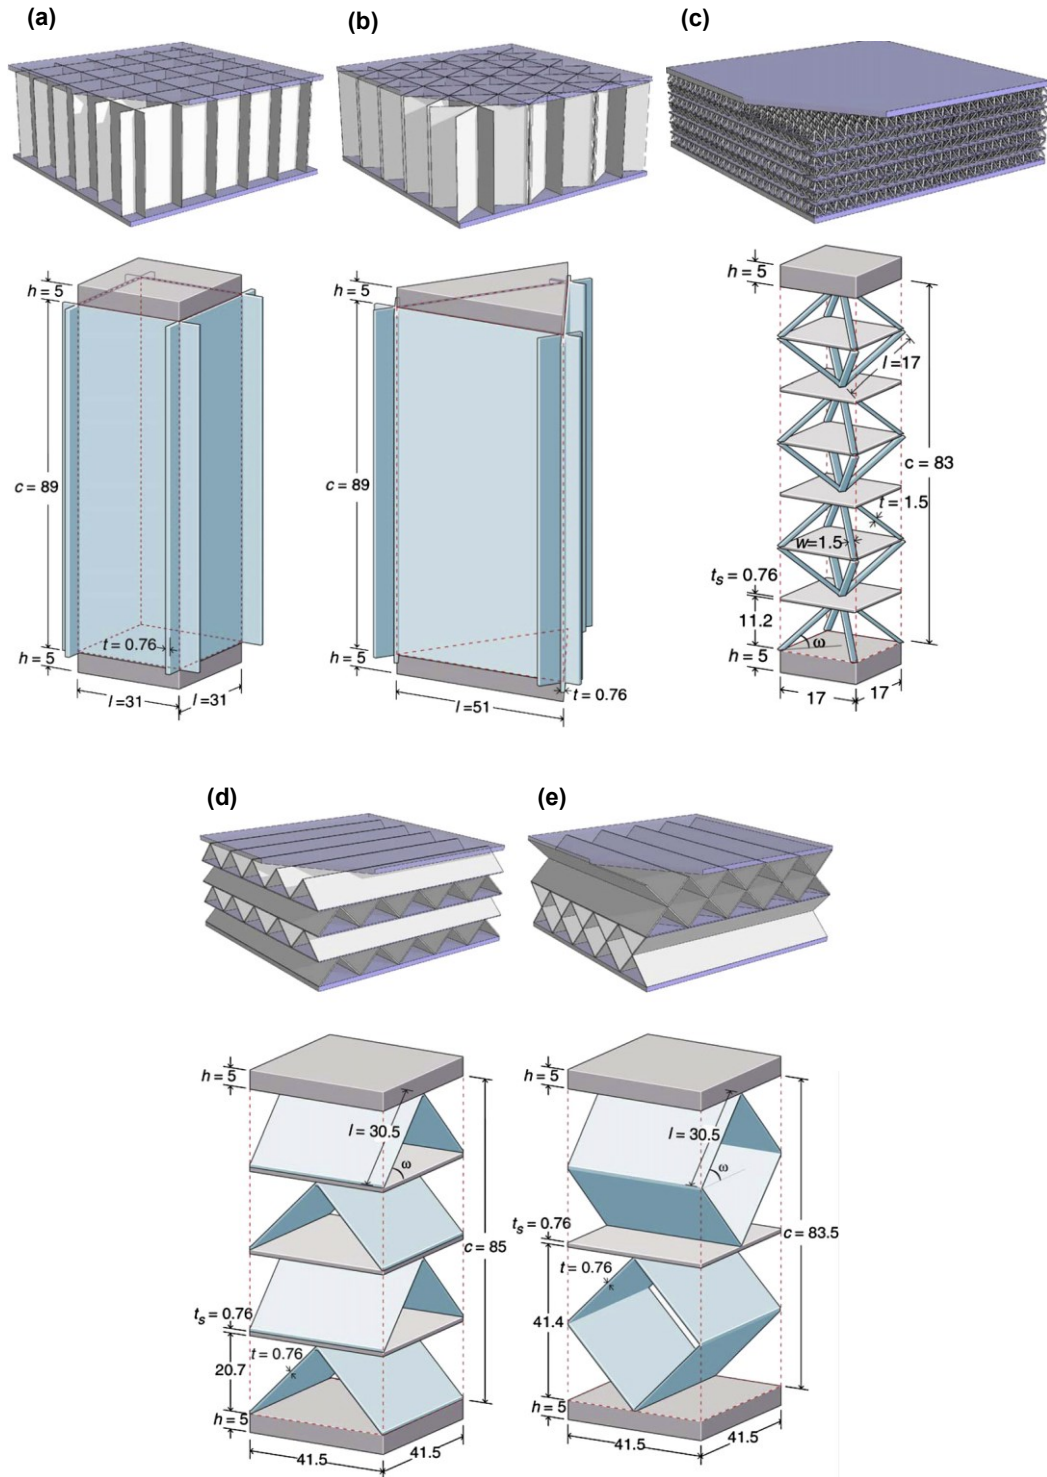 (a)
(b)
(c)
h = 5
c = 89
t = 0.76
h = 5
l =31
l =31
h = 5
c = 89
h = 5
t = 0.76
l =51
h = 5
l =17
c = 83
t = 1.5
w=1.5
ts = 0.76
11.2
ω
h = 5
17
17
(d)
(e)
h = 5
l = 30.5
ω
c = 85
ts = 0.76
t = 0.76
20.7
h = 5
41.5
41.5
h = 5
l = 30.5
ω
ts = 0.76
c = 83.5
t = 0.76
41.4
h = 5
41.5
41.5